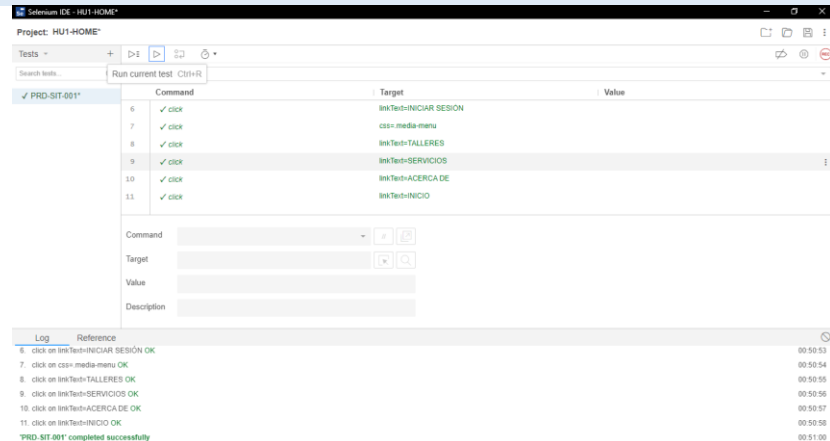 Selenium IDE - HU1-HOME*
Project: HU1-HOME*
Tests +
Search tests...
Run current test Ctrl+R
✓ PRD-SIT-001*
Command Target Value
6 ✓ click linkText=INICIAR SESIÓN
7 ✓ click css=.media-menu
8 ✓ click linkText=TALLERES
9 ✓ click linkText=SERVICIOS
10 ✓ click linkText=ACERCA DE
11 ✓ click linkText=INICIO
Command
Target
Value
Description
Log Reference
6. click on linkText=INICIAR SESIÓN OK 00:50:53
7. click on css=.media-menu OK 00:50:54
8. click on linkText=TALLERES OK 00:50:55
9. click on linkText=SERVICIOS OK 00:50:56
10. click on linkText=ACERCA DE OK 00:50:57
11. click on linkText=INICIO OK 00:50:58
'PRD-SIT-001' completed successfully 00:51:00